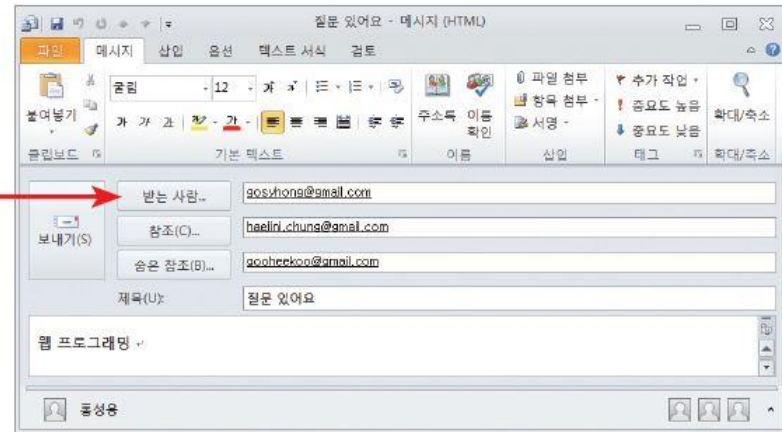 질문 있어요 - 메시지 (HTML)
파일 메시지 삽입 옵션 텍스트 서식 검토
붙여넣기
굴림 12
가 가 가 가
클립보드
기본 텍스트
주소록 이름 확인
이름
파일 첨부
항목 첨부
서명
삽입
추가 작업
중요도 높음
중요도 낮음
태그
확대/축소
확대/축소
보내기(S)
받는 사람... gosyhong@gmail.com
참조(C)... haelini.chung@gmail.com
숨은 참조(B)... gooheekoo@gmail.com
제목(U): 질문 있어요
웹 프로그래밍
홍성용